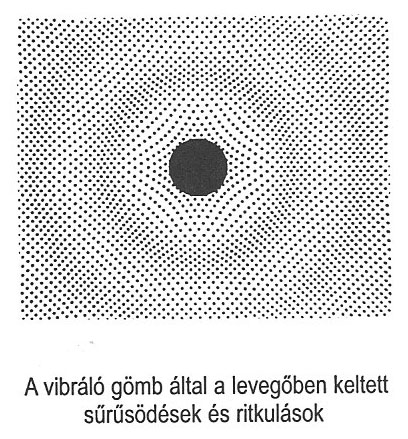 A vibráló gömb által a levegőben keltett
sűrűsödések és ritkulások